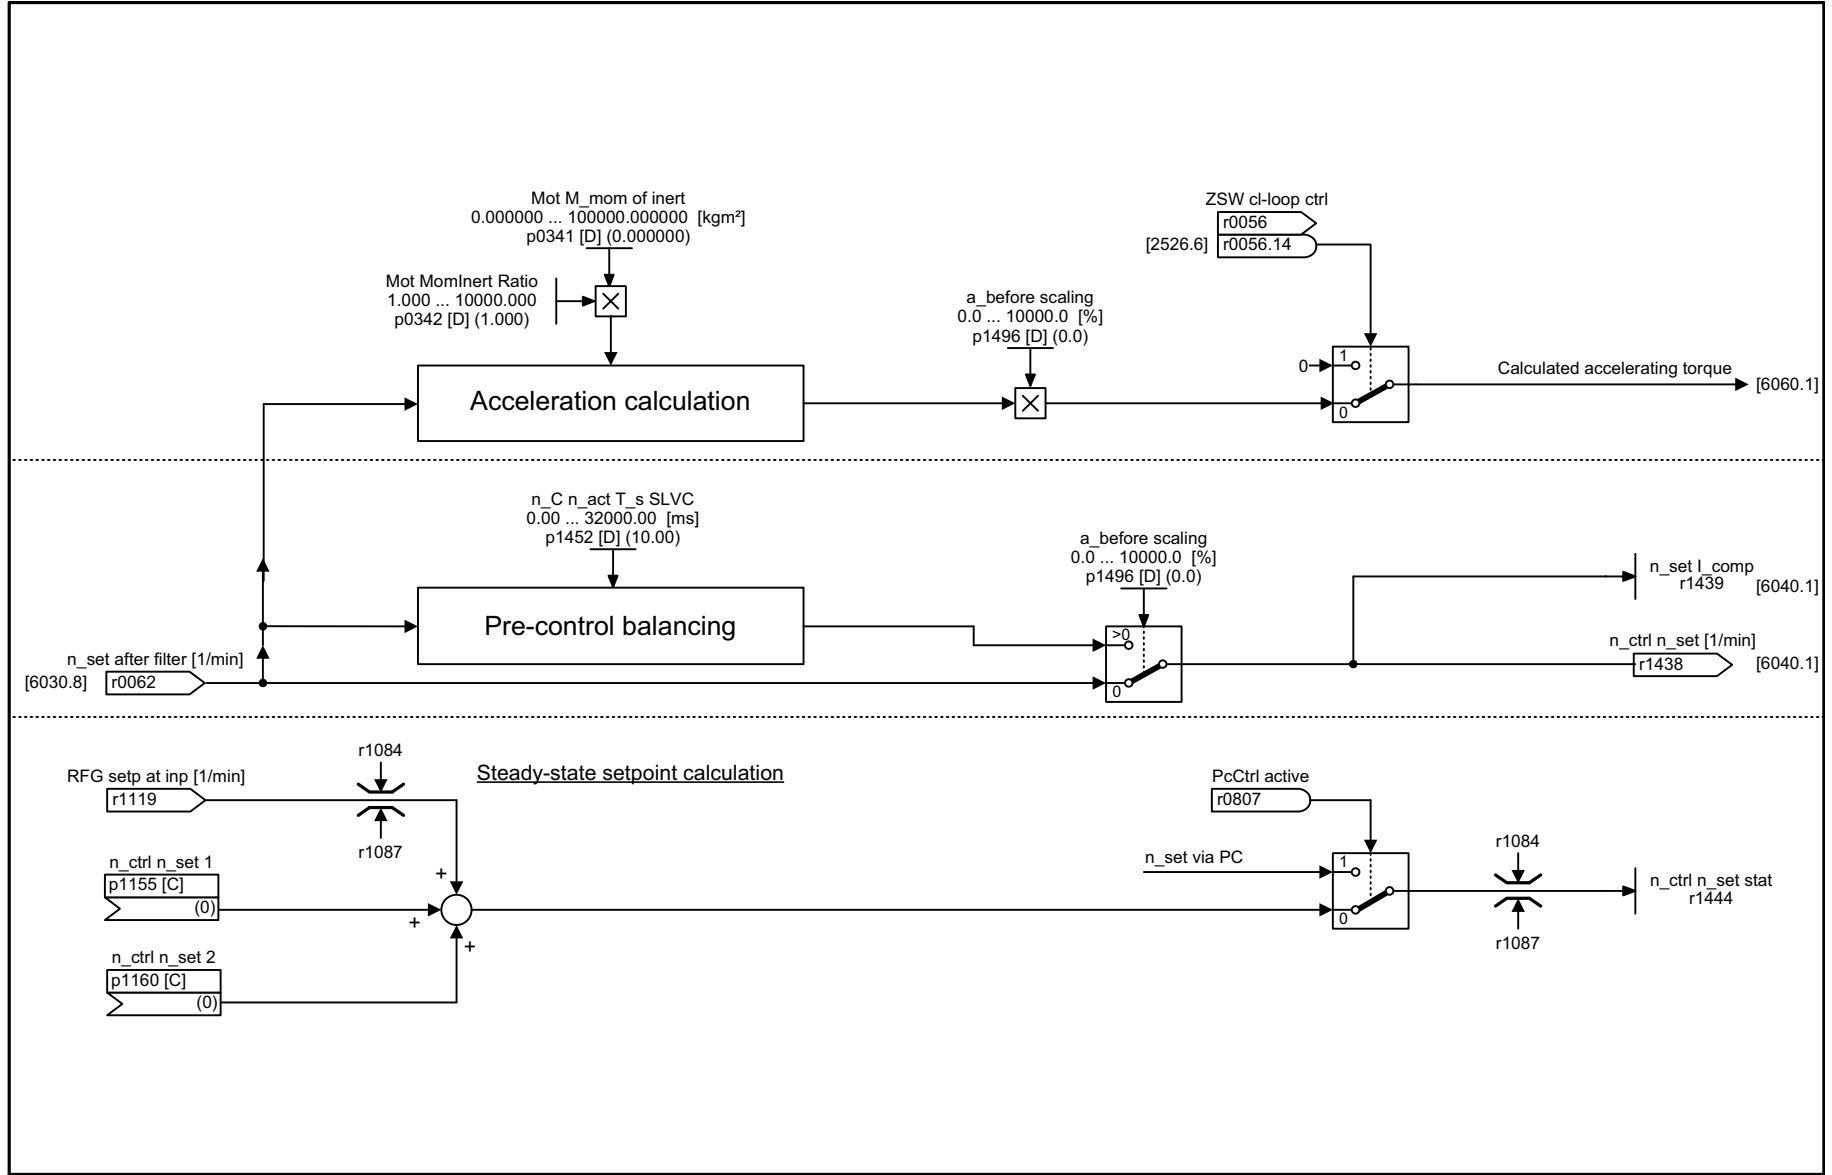 Mot M_mom of inert
0.000000 ... 100000.000000 [kgm²]
p0341 [D] (0.000000)
Mot MomInert Ratio
1.000 ... 10000.000
p0342 [D] (1.000)
ZSW cl-loop ctrl
r0056
[2526.6] r0056.14
a_before scaling
0.0 ... 10000.0 [%]
p1496 [D] (0.0)
Acceleration calculation
0
1
0
Calculated accelerating torque
[6060.1]
n_C n_act T_s SLVC
0.00 ... 32000.00 [ms]
p1452 [D] (10.00)
Pre-control balancing
a_before scaling
0.0 ... 10000.0 [%]
p1496 [D] (0.0)
>0
0
n_set I_comp
r1439
[6040.1]
n_set after filter [1/min]
[6030.8] r0062
n_ctrl n_set [1/min]
r1438
[6040.1]
Steady-state setpoint calculation
RFG setp at inp [1/min]
r1119
r1084
r1087
n_ctrl n_set 1
p1155 [C]
(0)
+
+
+
n_ctrl n_set 2
p1160 [C]
(0)
PcCtrl active
r0807
n_set via PC
1
0
r1084
r1087
n_ctrl n_set stat
r1444